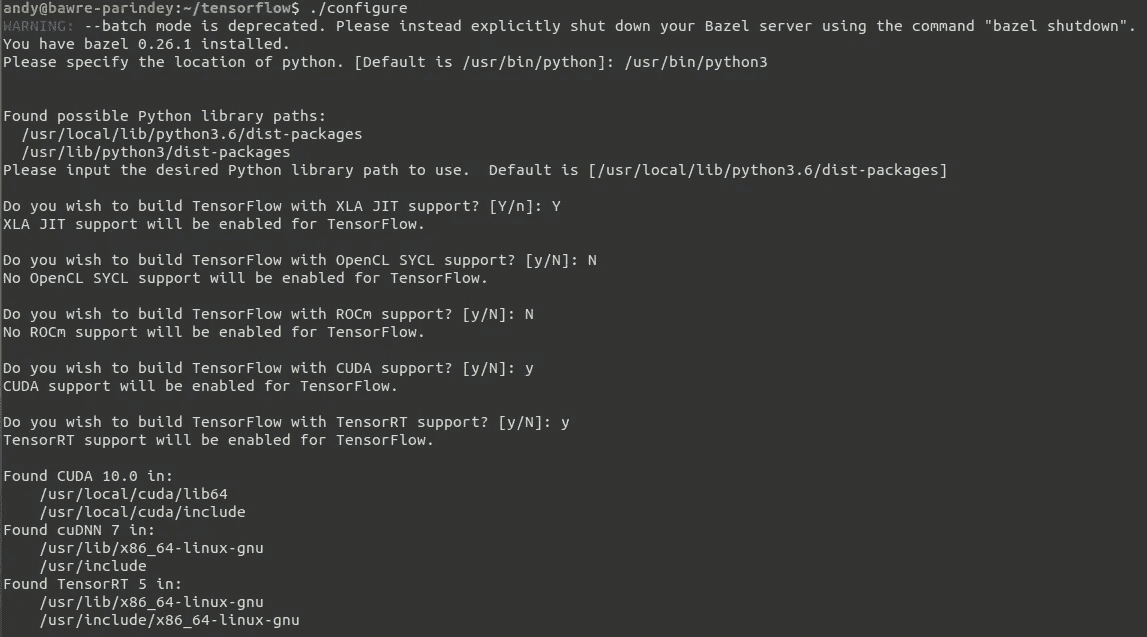 andy@bawre-parindey:~/tensorflow$ ./configure
WARNING: --batch mode is deprecated. Please instead explicitly shut down your Bazel server using the command "bazel shutdown".
You have bazel 0.26.1 installed.
Please specify the location of python. [Default is /usr/bin/python]: /usr/bin/python3
Found possible Python library paths:
  /usr/local/lib/python3.6/dist-packages
  /usr/lib/python3/dist-packages
Please input the desired Python library path to use.  Default is [/usr/local/lib/python3.6/dist-packages]
Do you wish to build TensorFlow with XLA JIT support? [Y/n]: Y
XLA JIT support will be enabled for TensorFlow.
Do you wish to build TensorFlow with OpenCL SYCL support? [y/N]: N
No OpenCL SYCL support will be enabled for TensorFlow.
Do you wish to build TensorFlow with ROCm support? [y/N]: N
No ROCm support will be enabled for TensorFlow.
Do you wish to build TensorFlow with CUDA support? [y/N]: y
CUDA support will be enabled for TensorFlow.
Do you wish to build TensorFlow with TensorRT support? [y/N]: y
TensorRT support will be enabled for TensorFlow.
Found CUDA 10.0 in:
    /usr/local/cuda/lib64
    /usr/local/cuda/include
Found cuDNN 7 in:
    /usr/lib/x86_64-linux-gnu
    /usr/include
Found TensorRT 5 in:
    /usr/lib/x86_64-linux-gnu
    /usr/include/x86_64-linux-gnu